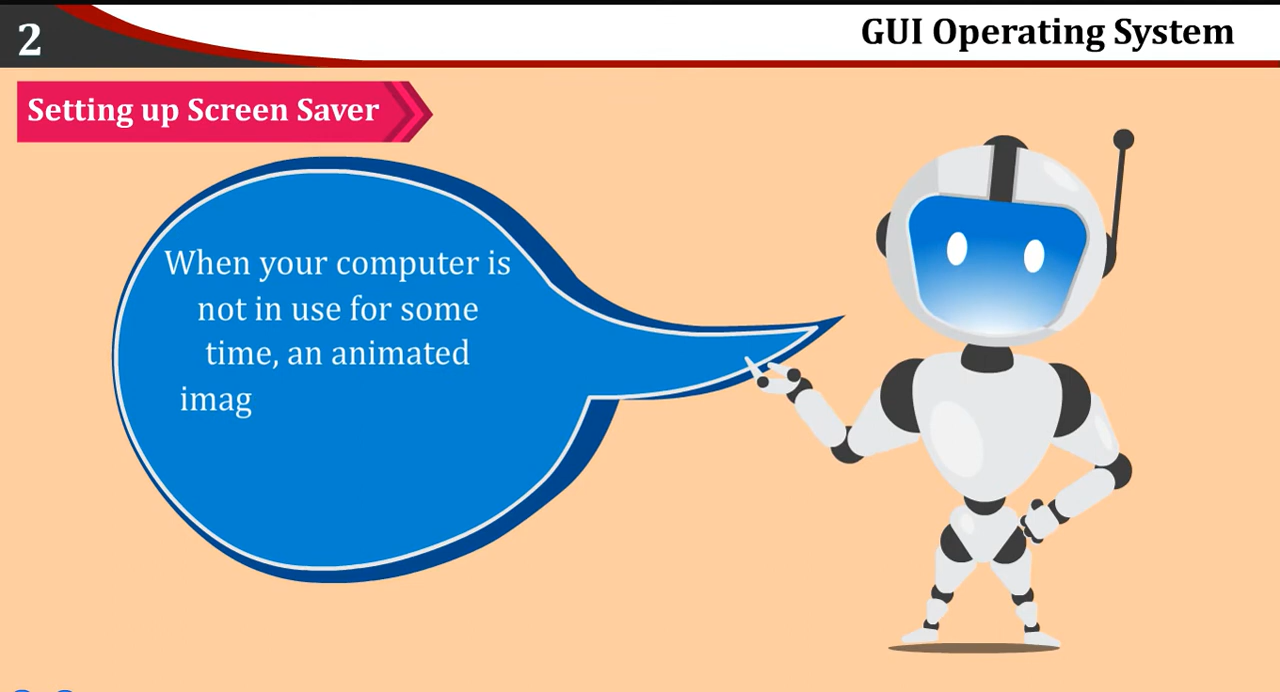 2
GUI Operating System
Setting up Screen Saver
When your computer is
not in use for some
time, an animated
imag